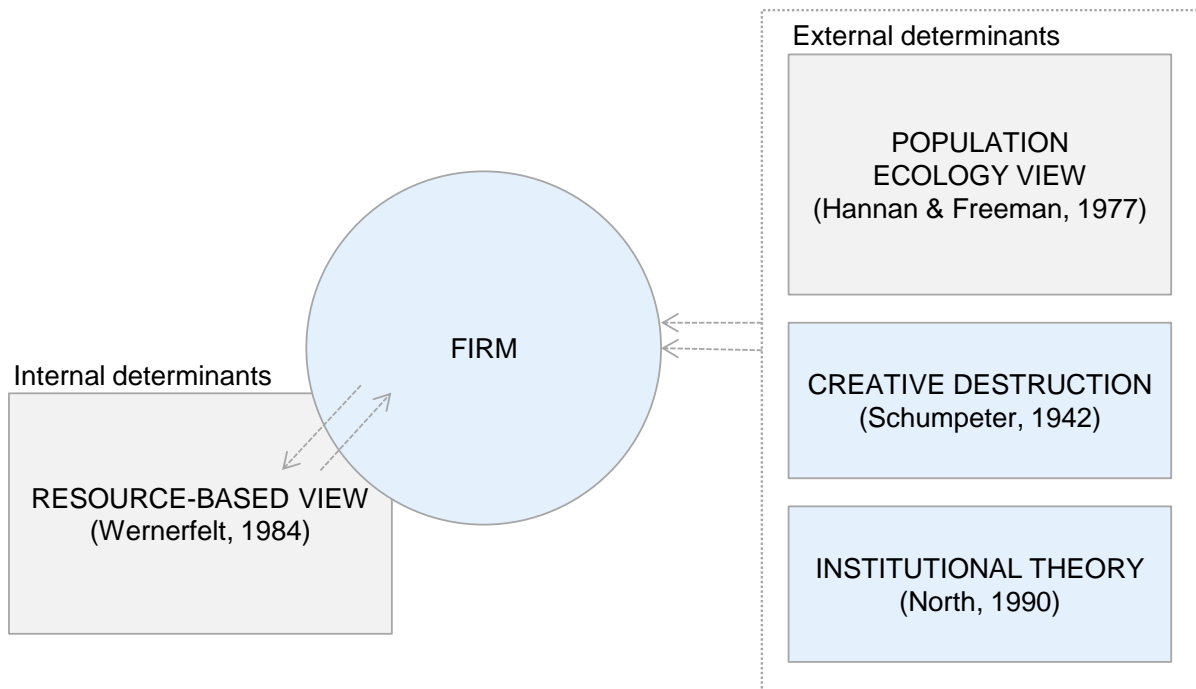 External determinants
POPULATION
ECOLOGY VIEW
(Hannan & Freeman, 1977)
FIRM
Internal determinants
CREATIVE DESTRUCTION
(Schumpeter, 1942)
RESOURCE-BASED VIEW
(Wernerfelt, 1984)
INSTITUTIONAL THEORY
(North, 1990)